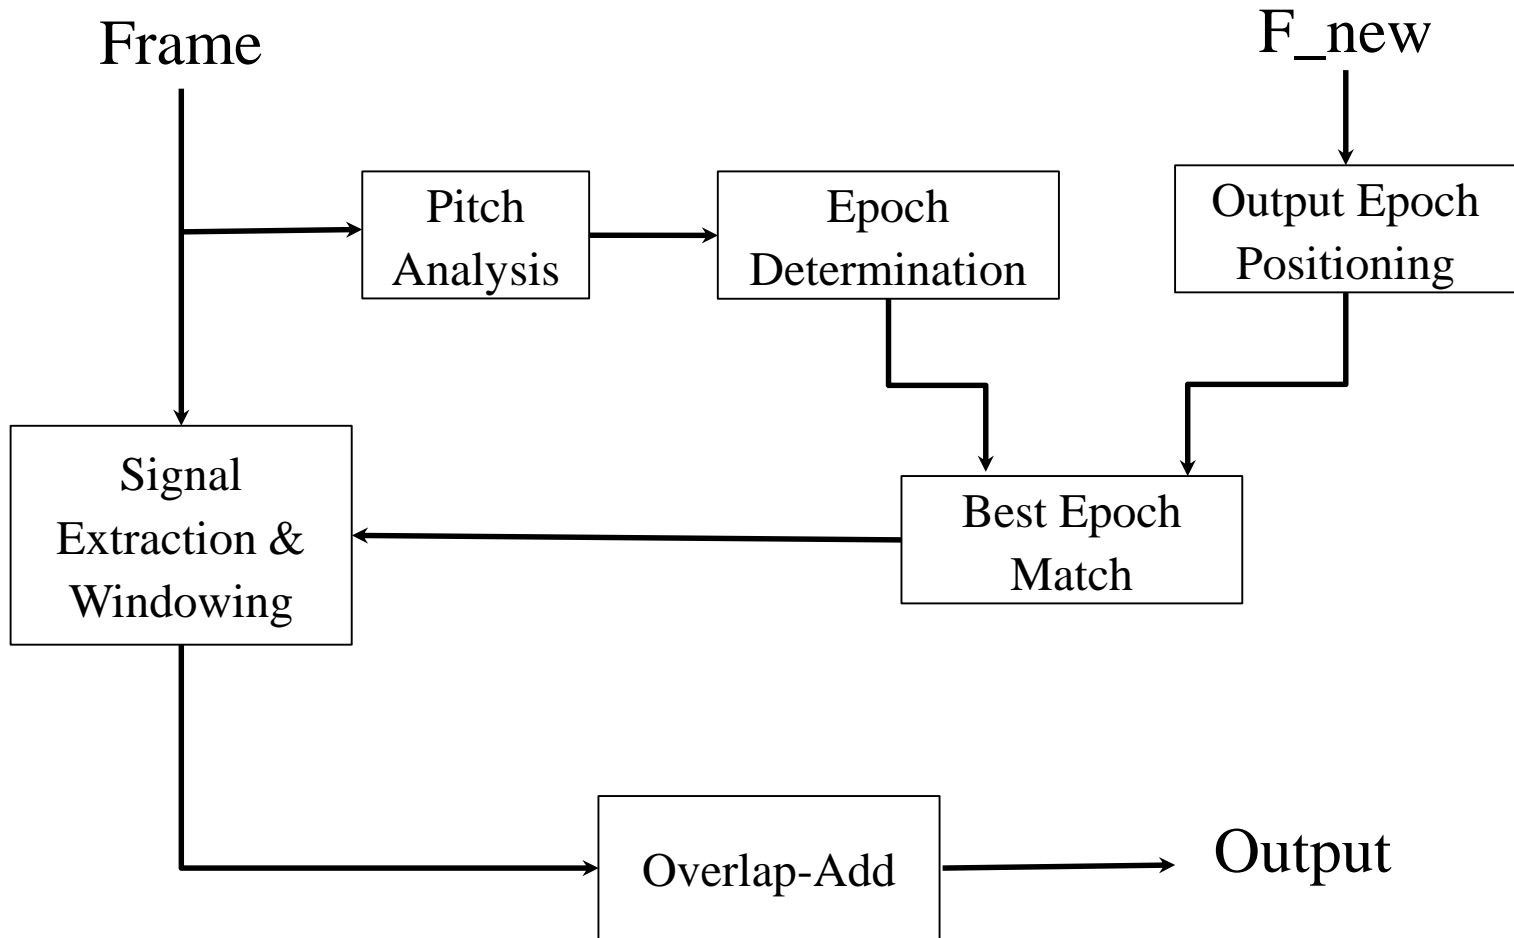 Frame
F_new
Pitch
Analysis
Epoch
Determination
Output Epoch
Positioning
Signal
Extraction &
Windowing
Best Epoch
Match
Overlap-Add
Output